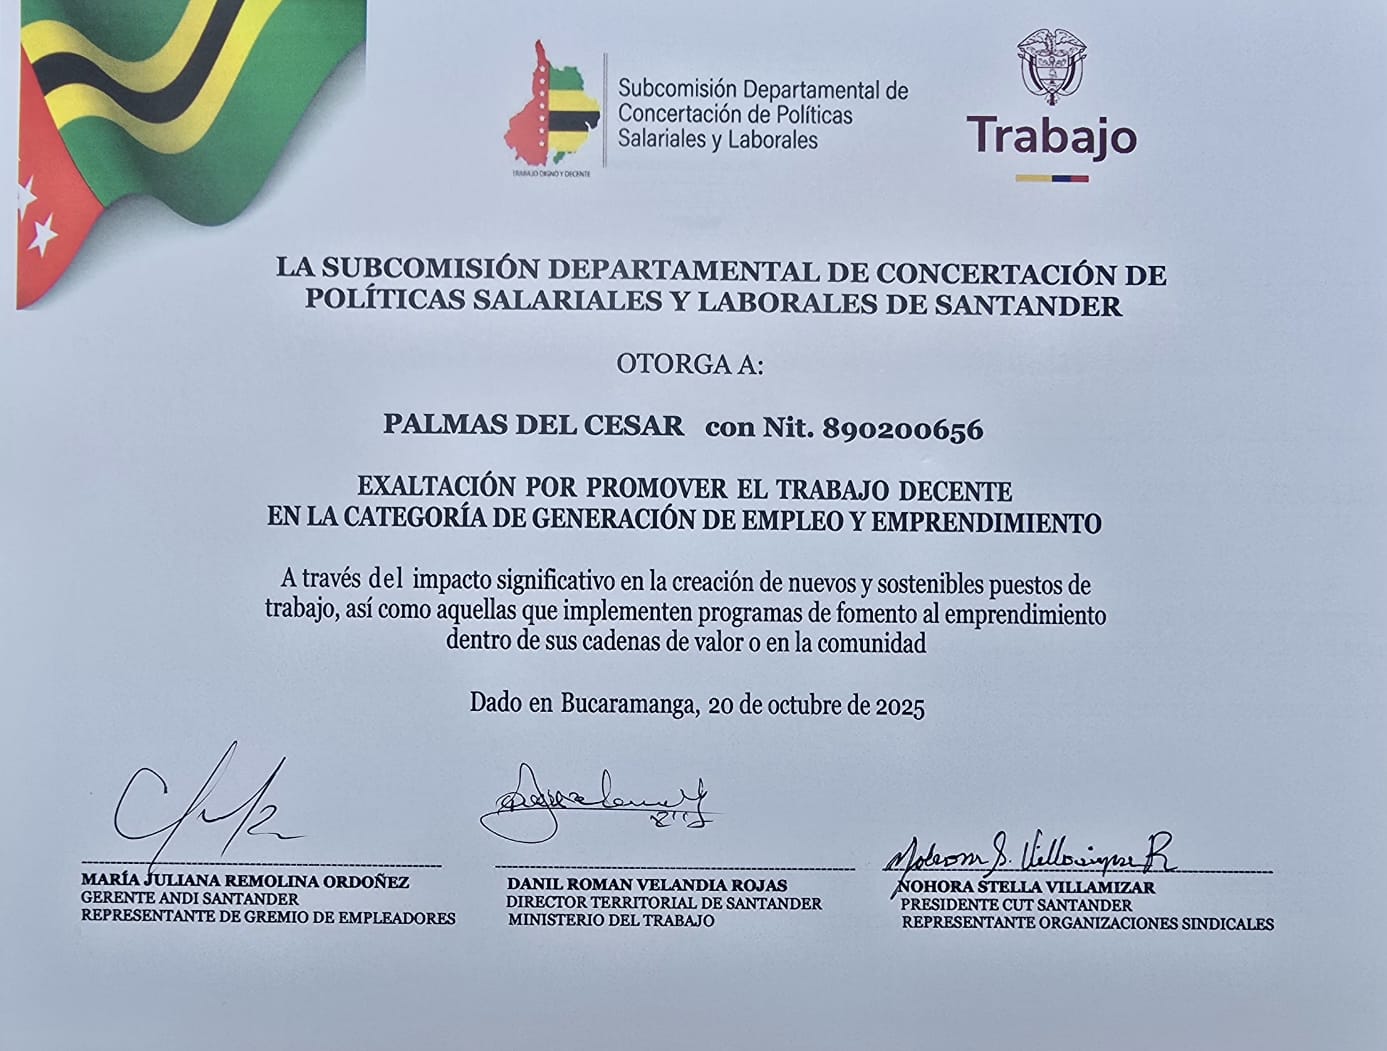 Subcomisión Departamental de
Concertación de Políticas
Salariales y Laborales
TRABAJO DIGNO Y DECENTE
Trabajo
LA SUBCOMISIÓN DEPARTAMENTAL DE CONCERTACIÓN DE
POLÍTICAS SALARIALES Y LABORALES DE SANTANDER
OTORGA A:
PALMAS DEL CESAR con Nit. 890200656
EXALTACIÓN POR PROMOVER EL TRABAJO DECENTE
EN LA CATEGORÍA DE GENERACIÓN DE EMPLEO Y EMPRENDIMIENTO
A través del impacto significativo en la creación de nuevos y sostenibles puestos de
trabajo, así como aquellas que implementen programas de fomento al emprendimiento
dentro de sus cadenas de valor o en la comunidad
Dado en Bucaramanga, 20 de octubre de 2025
MARÍA JULIANA REMOLINA ORDOÑEZ
GERENTE ANDI SANTANDER
REPRESENTANTE DE GREMIO DE EMPLEADORES
DANIL ROMAN VELANDIA ROJAS
DIRECTOR TERRITORIAL DE SANTANDER
MINISTERIO DEL TRABAJO
NOHORA STELLA VILLAMIZAR
PRESIDENTE CUT SANTANDER
REPRESENTANTE ORGANIZACIONES SINDICALES